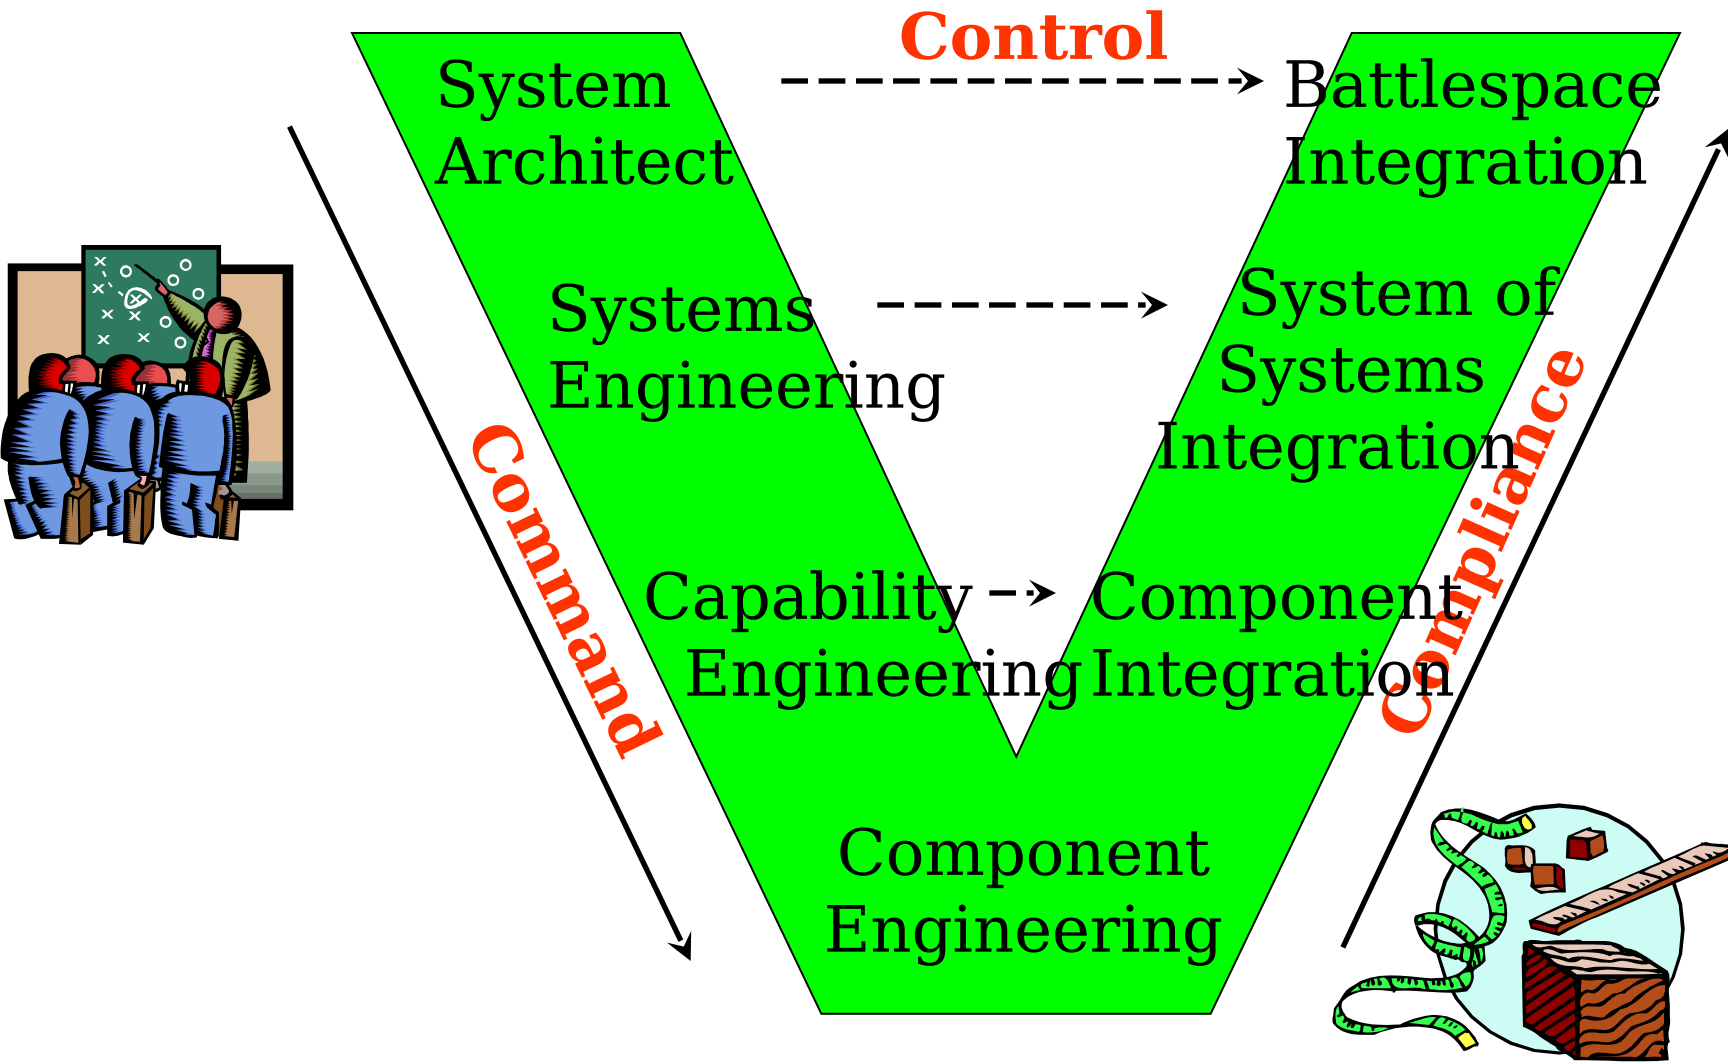 Control
System
Architect
Battlespace
Integration
Systems
Engineering
System of
Systems
Integration
Command
Compliance
Capability
Engineering
Component
Integration
Component
Engineering